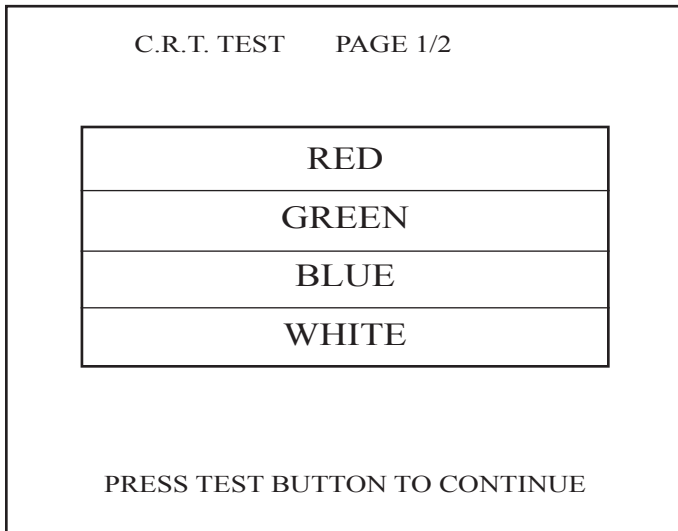 C.R.T. TEST PAGE 1/2
RED
GREEN
BLUE
WHITE
PRESS TEST BUTTON TO CONTINUE